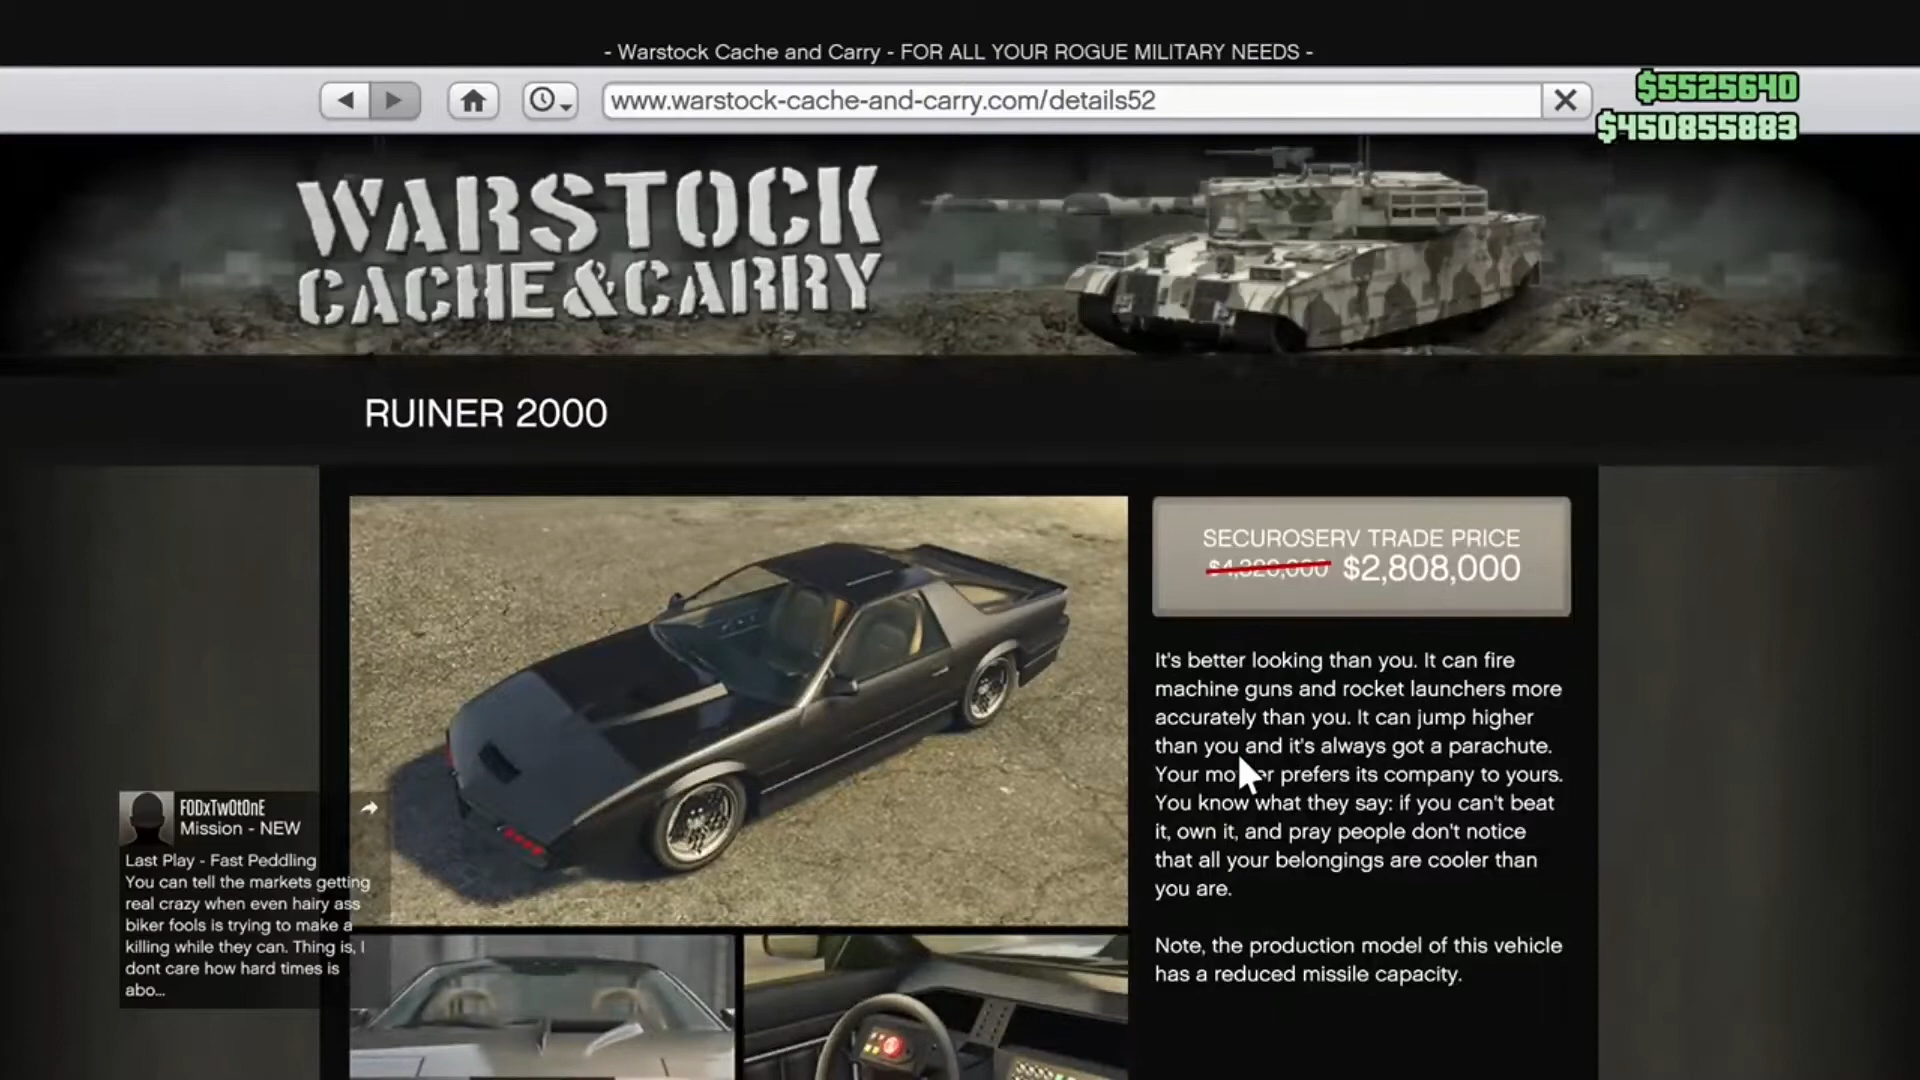 - Warstock Cache and Carry - FOR ALL YOUR ROGUE MILITARY NEEDS -
www.warstock-cache-and-carry.com/details52
$5525640
$450855883
WARSTOCK
CACHE&CARRY
RUINER 2000
SECUROSERV TRADE PRICE
$4,320,000 $2,808,000
It's better looking than you. It can fire
machine guns and rocket launchers more
accurately than you. It can jump higher
than you and it's always got a parachute.
Your mother prefers its company to yours.
You know what they say: if you can't beat
it, own it, and pray people don't notice
that all your belongings are cooler than
you are.
Note, the production model of this vehicle
has a reduced missile capacity.
F0DxTw0t0nE
Mission - NEW
Last Play - Fast Peddling
You can tell the markets getting
real crazy when even hairy ass
biker fools is trying to make a
killing while they can. Thing is, I
dont care how hard times is
abo...